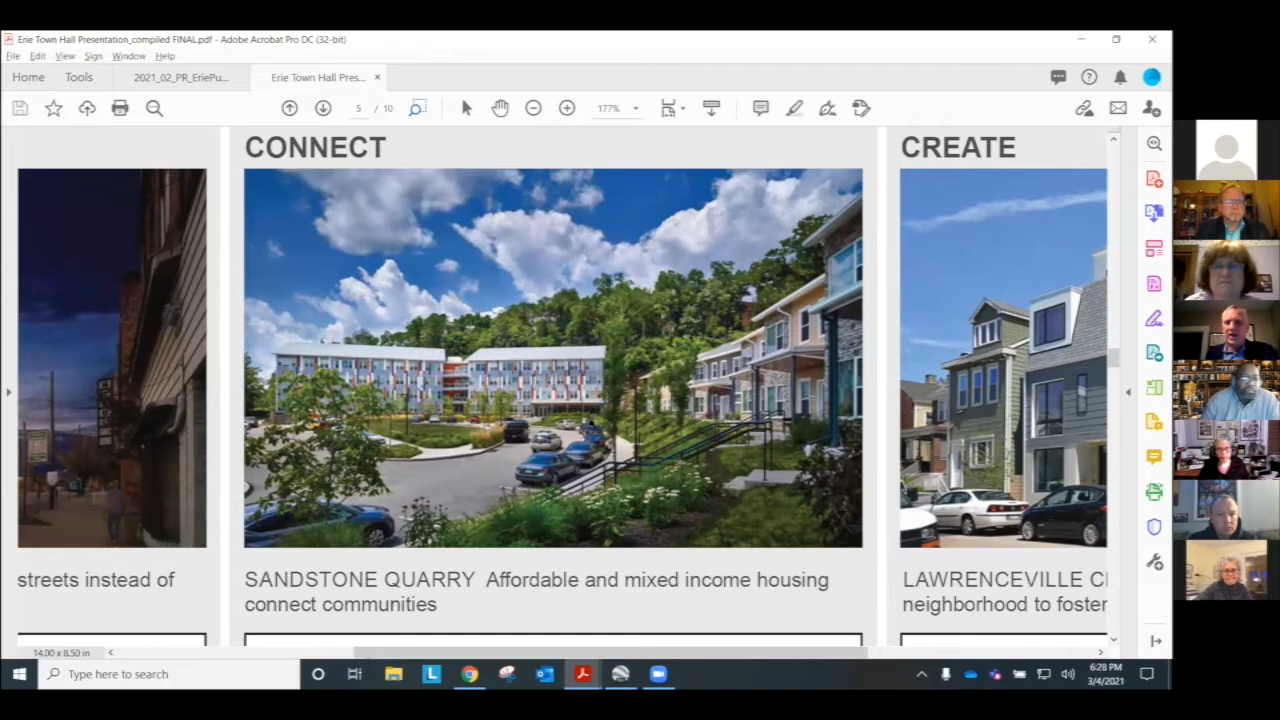 Erie Town Hall Presentation_compiled FINAL.pdf - Adobe Acrobat Pro DC (32-bit)
File Edit View Sign Window Help
Home Tools 2021_02_PR_EriePu... Erie Town Hall Pres... ×
5 / 10 177%
CONNECT
CREATE
streets instead of
SANDSTONE QUARRY Affordable and mixed income housing
connect communities
LAWRENCEVILLE
neighborhood to foster
14.00 x 8.50 in
Type here to search
6:28 PM
3/4/2021